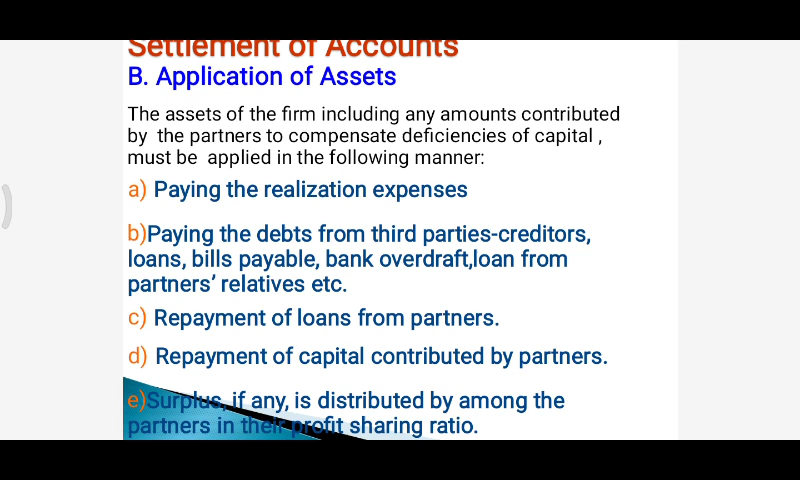 Settlement of Accounts
B. Application of Assets
The assets of the firm including any amounts contributed
by the partners to compensate deficiencies of capital ,
must be applied in the following manner:
a) Paying the realization expenses
b)Paying the debts from third parties-creditors,
loans, bills payable, bank overdraft,loan from
partners’ relatives etc.
c) Repayment of loans from partners.
d) Repayment of capital contributed by partners.
e)Surplus, if any, is distributed by among the
partners in their profit sharing ratio.